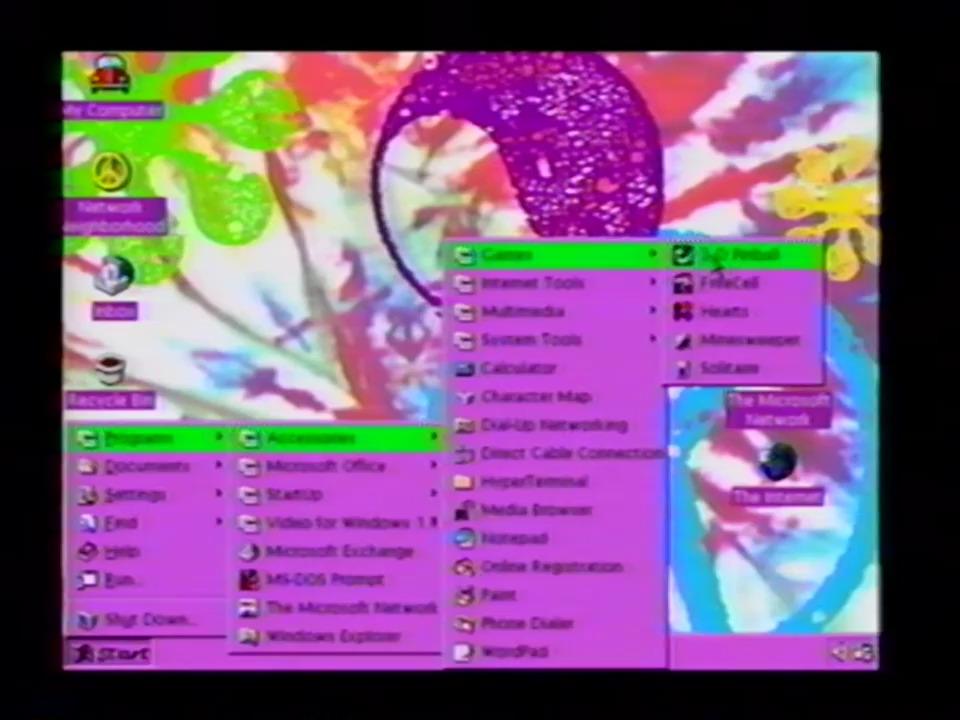 My Computer
Network
Neighborhood
Inbox
Recycle Bin
Programs
Documents
Settings
Find
Help
Run...
Shut Down...
Start
Accessories
Microsoft Office
StartUp
Video for Windows 1.1
Microsoft Exchange
MS-DOS Prompt
The Microsoft Network
Windows Explorer
Games
Internet Tools
Multimedia
System Tools
Calculator
Character Map
Dial-Up Networking
Direct Cable Connection
HyperTerminal
Media Browser
Notepad
Online Registration
Paint
Phone Dialer
WordPad
3-D Pinball
FreeCell
Hearts
Minesweeper
Solitaire
The Microsoft
Network
The Internet